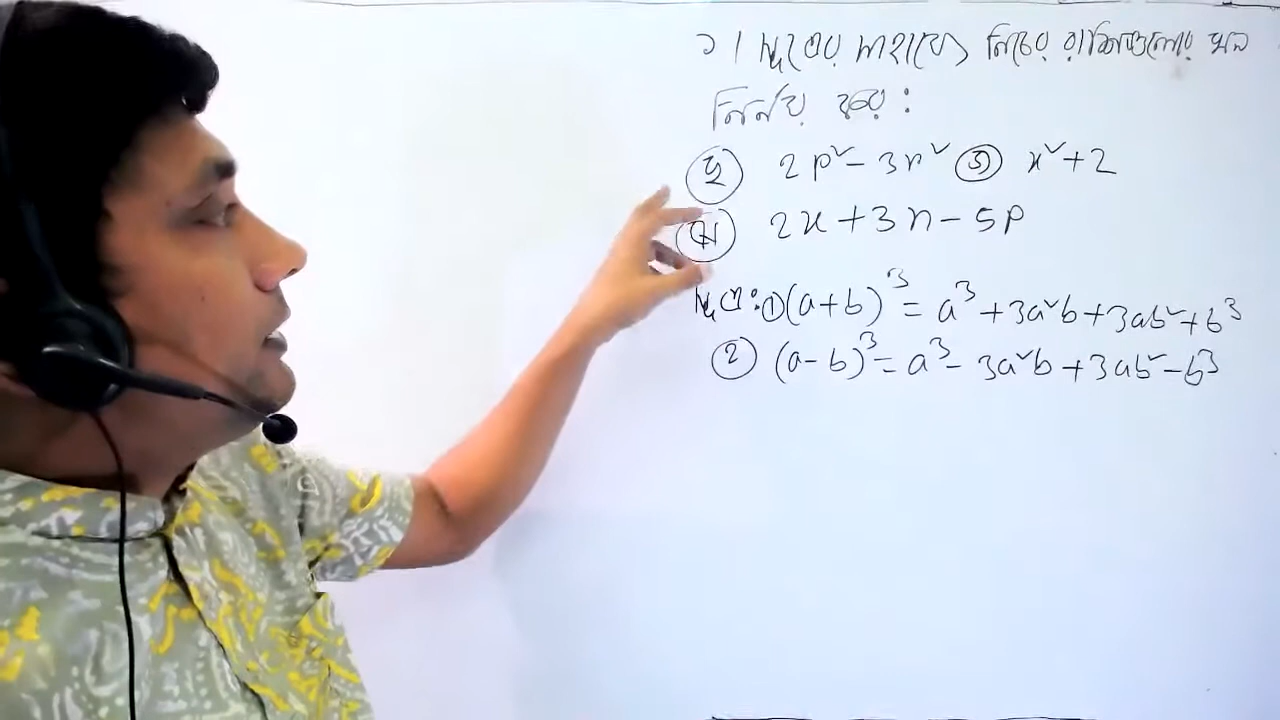 ১। সূত্রের সাহায্যে নিচের রাশিগুলোর ঘন
নির্ণয় কর :
(চ) 2p² - 3r² (ঙ) x² + 2
2x + 3n - 5p
সূত্র : ① (a+b)³ = a³ + 3a²b + 3ab² + b³
② (a-b)³ = a³ - 3a²b + 3ab² - b³